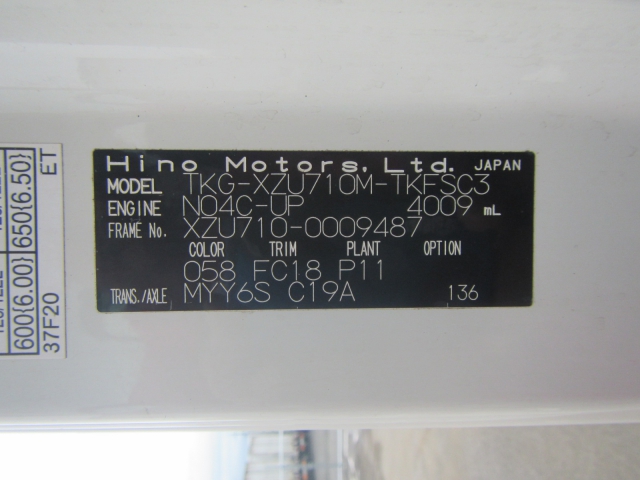 Hino Motors, Ltd. JAPAN
MODEL TKG-XZU710M-TKFSC3
ENGINE N04C-UP 4009 mL
FRAME No. XZU710-0009487
COLOR TRIM PLANT OPTION
058 FC18 P11
TRANS./AXLE MYY6S C19A 136
600{6.00} 650{6.50}
37F20 ET